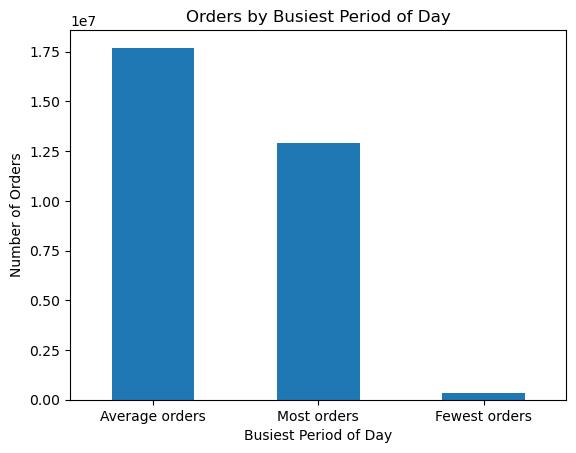 Orders by Busiest Period of Day
1e7
1.75
1.50
1.25
1.00
0.75
0.50
0.25
0.00
Number of Orders
Average orders
Most orders
Fewest orders
Busiest Period of Day